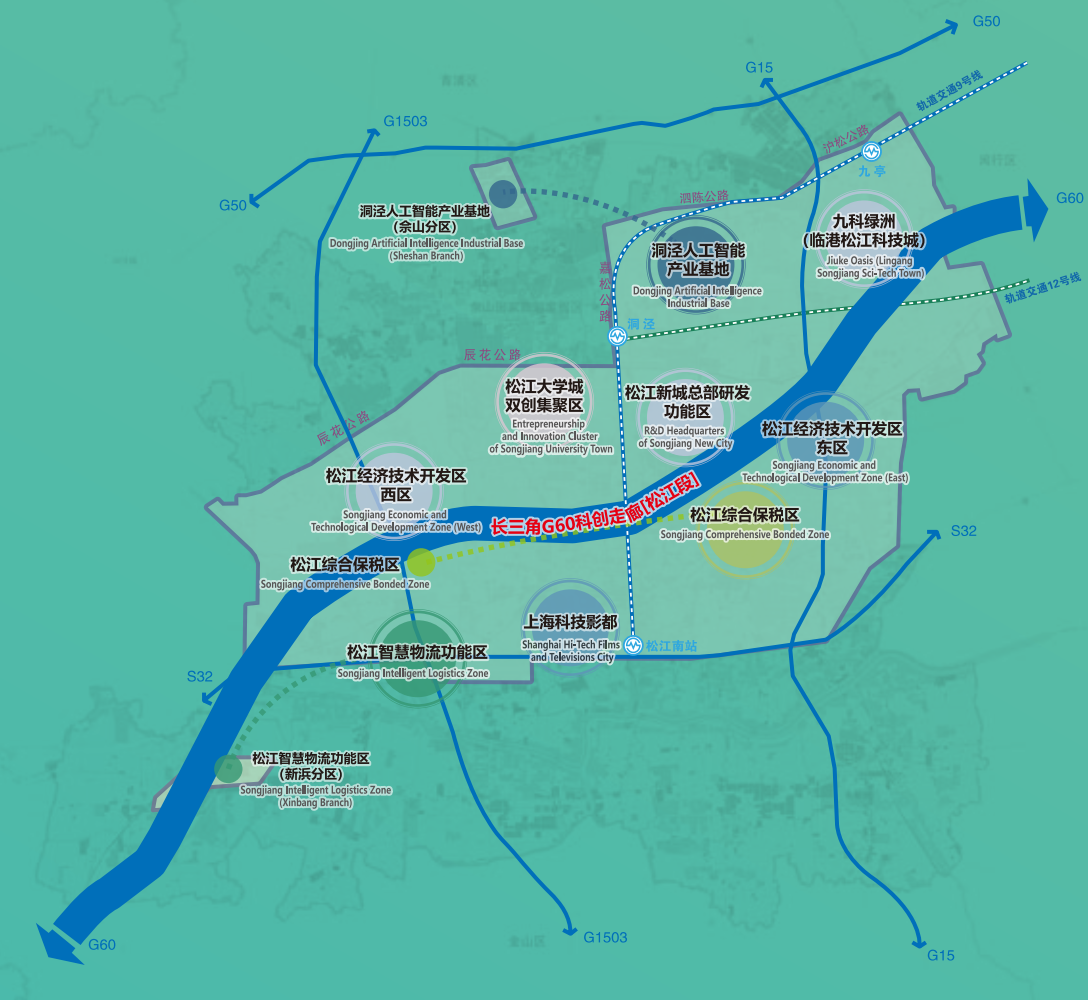 G50
G15
轨道交通9号线
青浦区
G1503
沪松公路
九亭
闵行区
G50
泗陈公路
G60
洞泾人工智能产业基地
（佘山分区）
Dongjing Artificial Intelligence Industrial Base
(Sheshan Branch)
九科绿洲
（临港松江科技城）
Jiuke Oasis (Lingang
Songjiang Sci-Tech Town)
洞泾人工智能
产业基地
Dongjing Artificial Intelligence
Industrial Base
嘉松公路
轨道交通12号线
洞泾
辰花公路
松江大学城
双创集聚区
Entrepreneurship
and Innovation Cluster
of Songjiang University Town
松江新城总部研发
功能区
R&D Headquarters
of Songjiang New City
辰花公路
松江经济技术开发区
东区
Songjiang Economic and
Technological Development Zone (East)
松江经济技术开发区
西区
Songjiang Economic and
Technological Development Zone (West)
长三角G60科创走廊[松江段]
松江综合保税区
Songjiang Comprehensive Bonded Zone
S32
松江综合保税区
Songjiang Comprehensive Bonded Zone
上海科技影都
Shanghai Hi-Tech Films
and Televisions City
松江南站
松江智慧物流功能区
Songjiang Intelligent Logistics Zone
S32
松江智慧物流功能区
（新浜分区）
Songjiang Intelligent Logistics Zone
(Xinbang Branch)
G60
金山区
G1503
G15